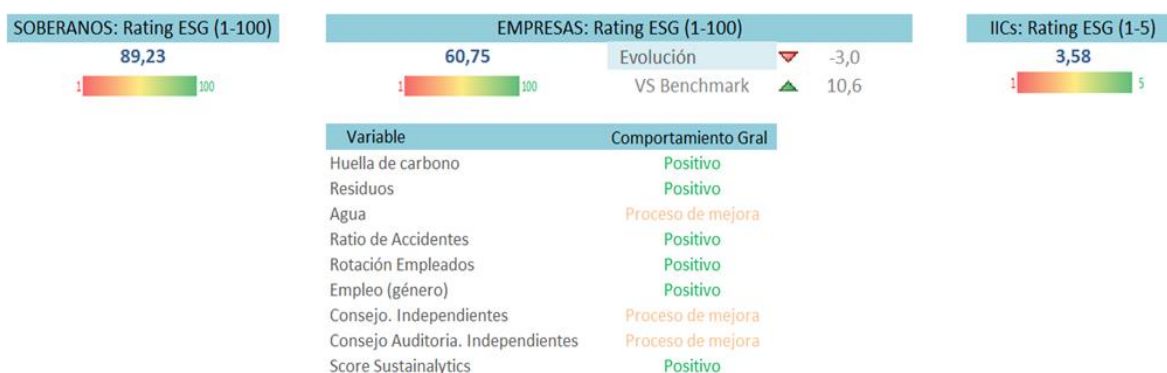 SOBERANOS: Rating ESG (1-100)
89,23
1 100
EMPRESAS: Rating ESG (1-100)
60,75 Evolución -3,0
1 100 VS Benchmark 10,6
IICs: Rating ESG (1-5)
3,58
1 5
Variable Comportamiento Gral
Huella de carbono Positivo
Residuos Positivo
Agua Proceso de mejora
Ratio de Accidentes Positivo
Rotación Empleados Positivo
Empleo (género) Positivo
Consejo. Independientes Proceso de mejora
Consejo Auditoria. Independientes Proceso de mejora
Score Sustainalytics Positivo